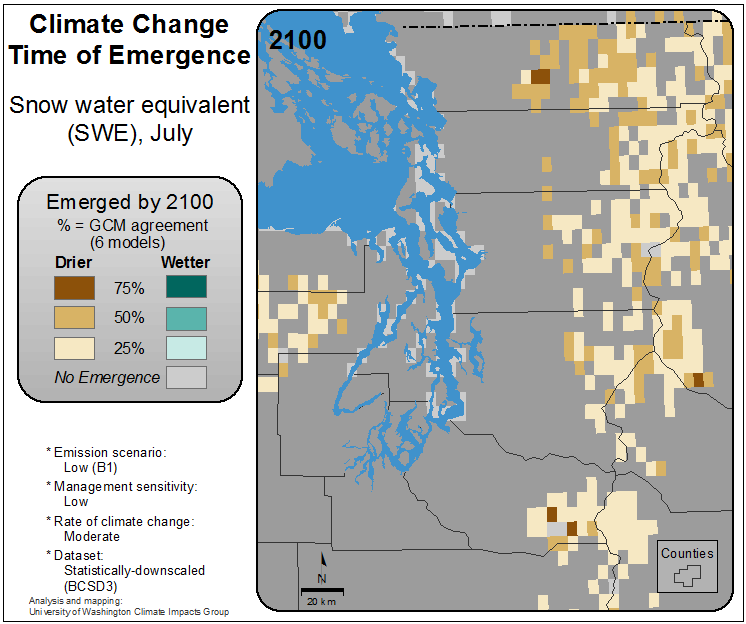 Climate Change
Time of Emergence
Snow water equivalent
(SWE), July
Emerged by 2100
% = GCM agreement
(6 models)
Drier Wetter
75%
50%
25%
No Emergence
* Emission scenario:
Low (B1)
* Management sensitivity:
Low
* Rate of climate change:
Moderate
* Dataset:
Statistically-downscaled
(BCSD3)
Analysis and mapping:
University of Washington Climate Impacts Group
2100
N
20 km
Counties